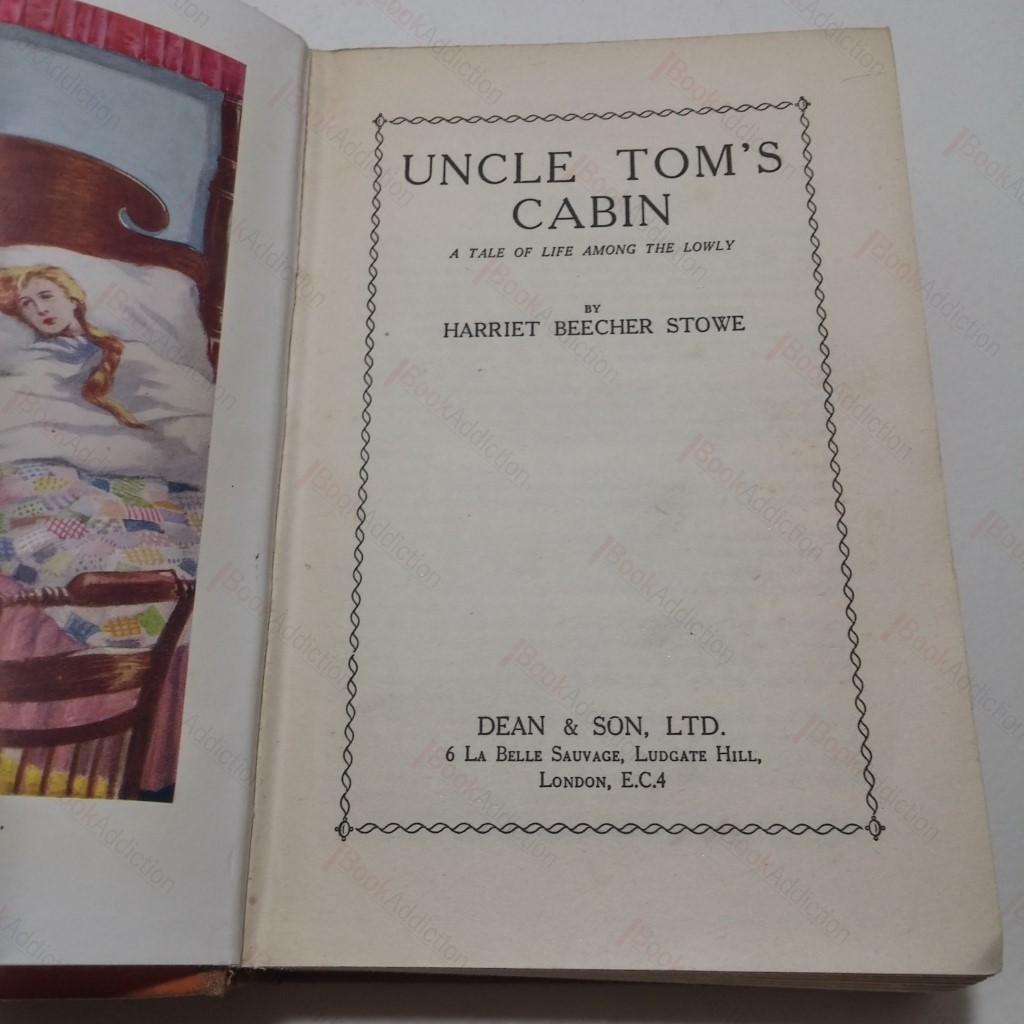 UNCLE TOM'S
CABIN
A TALE OF LIFE AMONG THE LOWLY
BY
HARRIET BEECHER STOWE
DEAN & SON, LTD.
6 LA BELLE SAUVAGE, LUDGATE HILL,
LONDON, E.C.4
BookAddiction